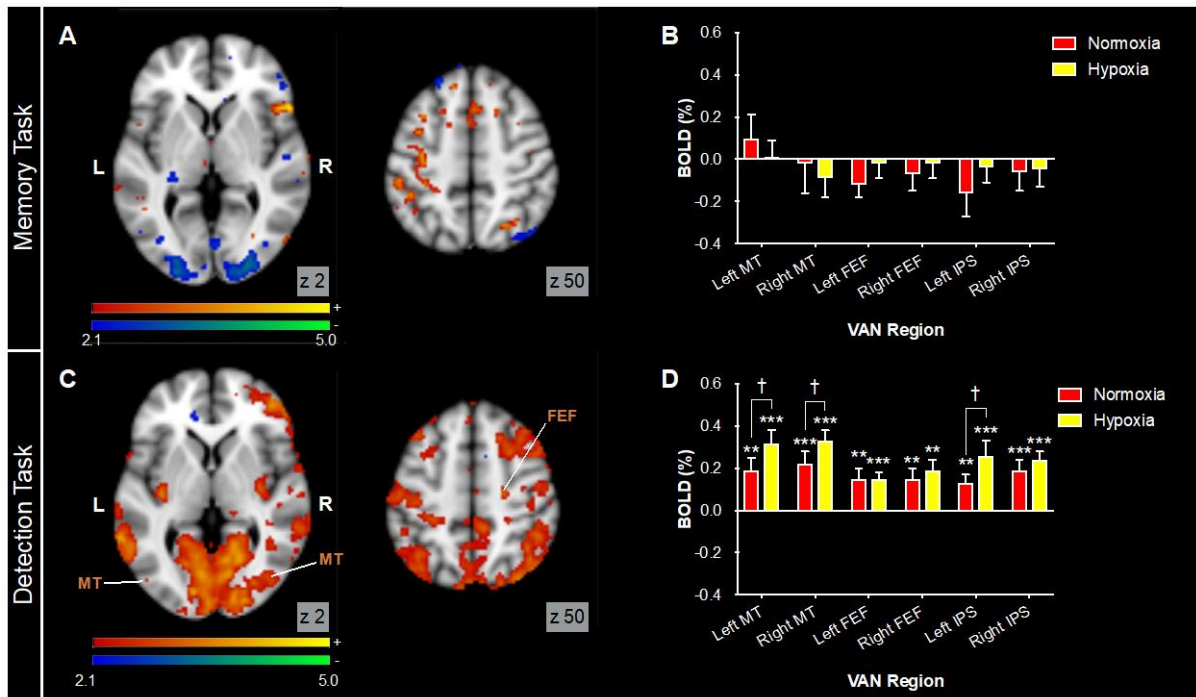 Memory Task
A
L
R
z 2
z 50
+
-
2.1
5.0
B
BOLD (%)
0.6
0.4
0.2
0.0
-0.2
-0.4
Normoxia
Hypoxia
Left MT
Right MT
Left FEF
Right FEF
Left IPS
Right IPS
VAN Region
Detection Task
C
FEF
L
R
MT
MT
z 2
z 50
+
-
2.1
5.0
D
BOLD (%)
0.6
0.4
0.2
0.0
-0.2
-0.4
Normoxia
Hypoxia
† † †
** *** *** *** ** *** ** ** ** *** *** ***
Left MT
Right MT
Left FEF
Right FEF
Left IPS
Right IPS
VAN Region